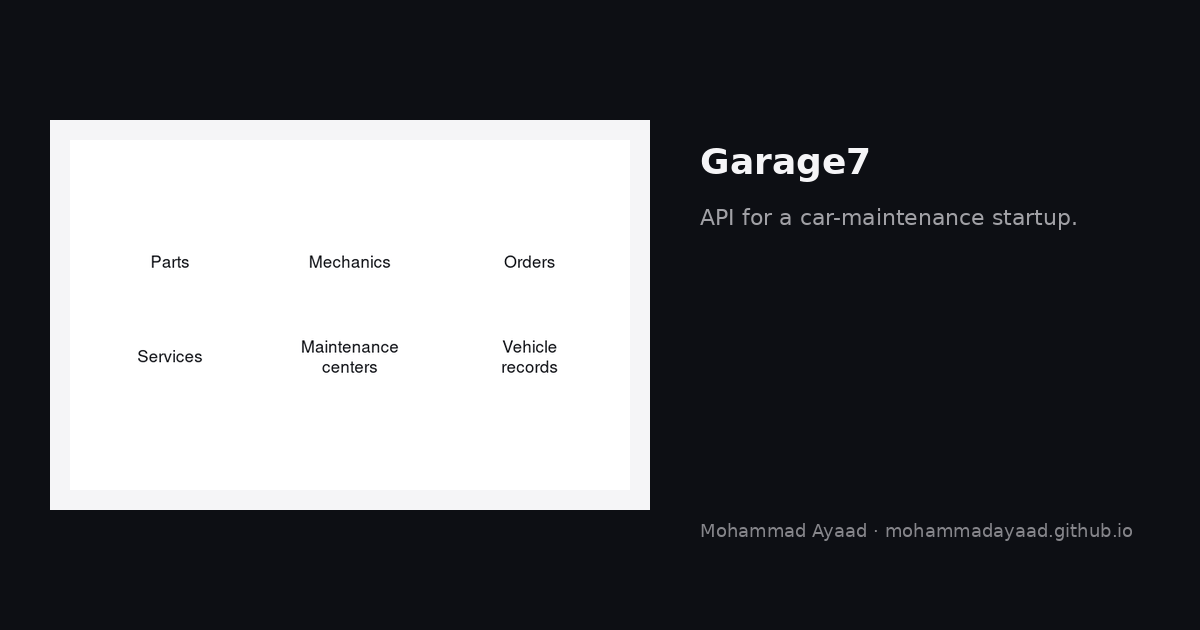 Parts
Mechanics
Orders
Services
Maintenance
centers
Vehicle
records
Garage7
API for a car-maintenance startup.
Mohammad Ayaad · mohammadayaad.github.io